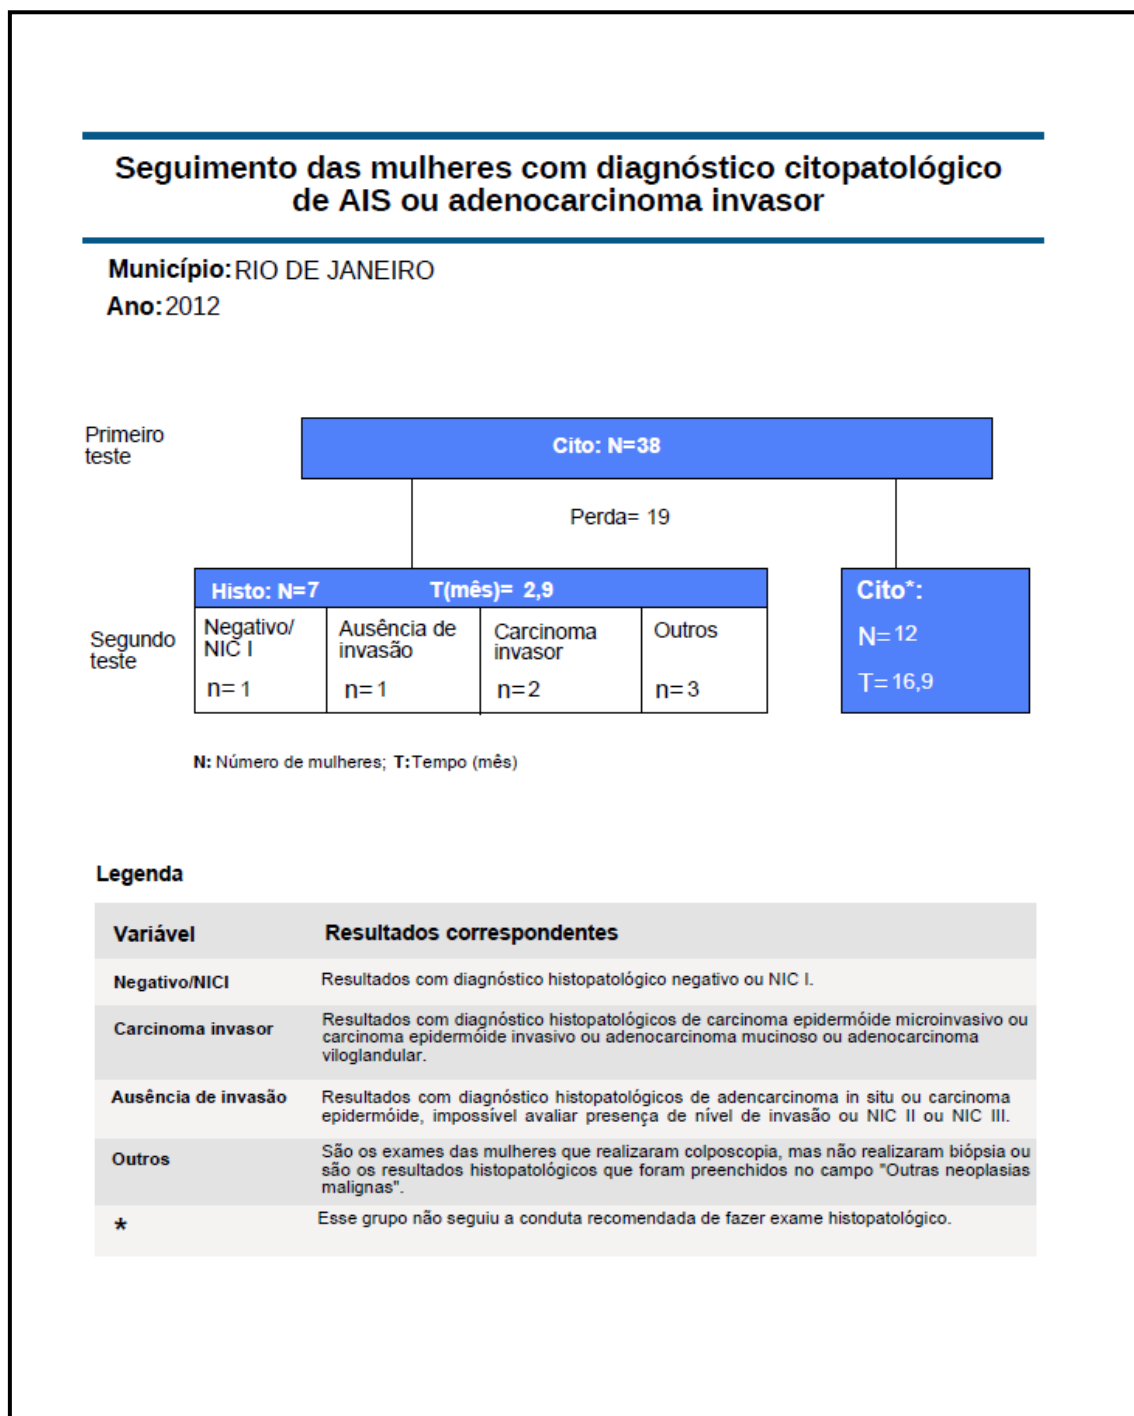 Seguimento das mulheres com diagnóstico citopatológico
de AIS ou adenocarcinoma invasor
Município: RIO DE JANEIRO
Ano: 2012
Primeiro
teste
Cito: N=38
Perda= 19
Segundo
teste
Histo: N=7 T(mês)= 2,9
Negativo/
NIC I
n= 1
Ausência de
invasão
n= 1
Carcinoma
invasor
n= 2
Outros
n= 3
Cito*:
N= 12
T= 16,9
N: Número de mulheres; T:Tempo (mês)
Legenda
Variável Resultados correspondentes
Negativo/NICI Resultados com diagnóstico histopatológico negativo ou NIC I.
Carcinoma invasor Resultados com diagnóstico histopatológicos de carcinoma epidermóide microinvasivo ou
carcinoma epidermóide invasivo ou adenocarcinoma mucinoso ou adenocarcinoma
viloglandular.
Ausência de invasão Resultados com diagnóstico histopatológicos de adencarcinoma in situ ou carcinoma
epidermóide, impossível avaliar presença de nível de invasão ou NIC II ou NIC III.
Outros São os exames das mulheres que realizaram colposcopia, mas não realizaram biópsia ou
são os resultados histopatológicos que foram preenchidos no campo "Outras neoplasias
malignas".
* Esse grupo não seguiu a conduta recomendada de fazer exame histopatológico.